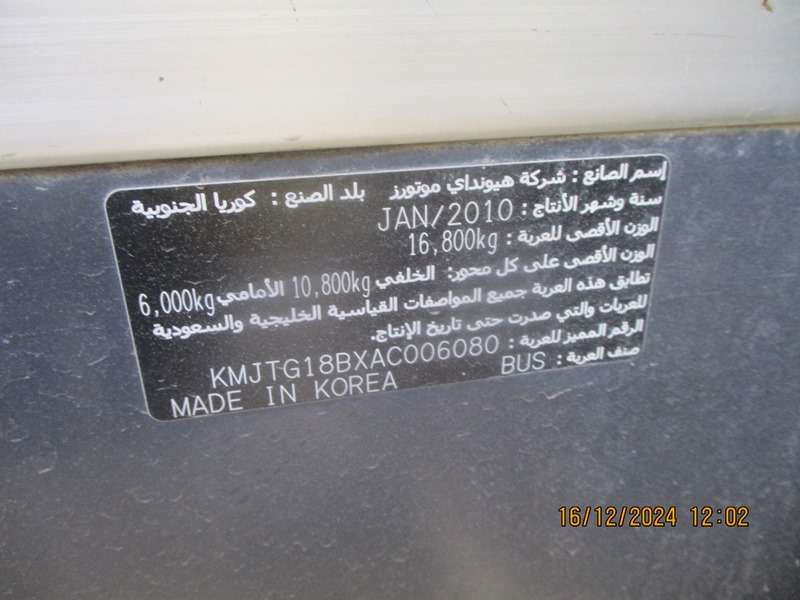 إسم الصانع : شركة هيونداي موتورز بلد الصنع : كوريا الجنوبية
سنة وشهر الأنتاج : JAN/2010
الوزن الأقصى للعربة : 16,800kg
الوزن الأقصى على كل محور: الخلفي 10,800kg الأمامي 6,000kg
تطابق هذه العربة جميع المواصفات القياسية الخليجية والسعودية
للعربات والتي صدرت حتى تاريخ الإنتاج.
الرقم المميز للعربة : KMJTG18BXAC006080
صنف العربة : BUS
MADE IN KOREA
16/12/2024 12:02